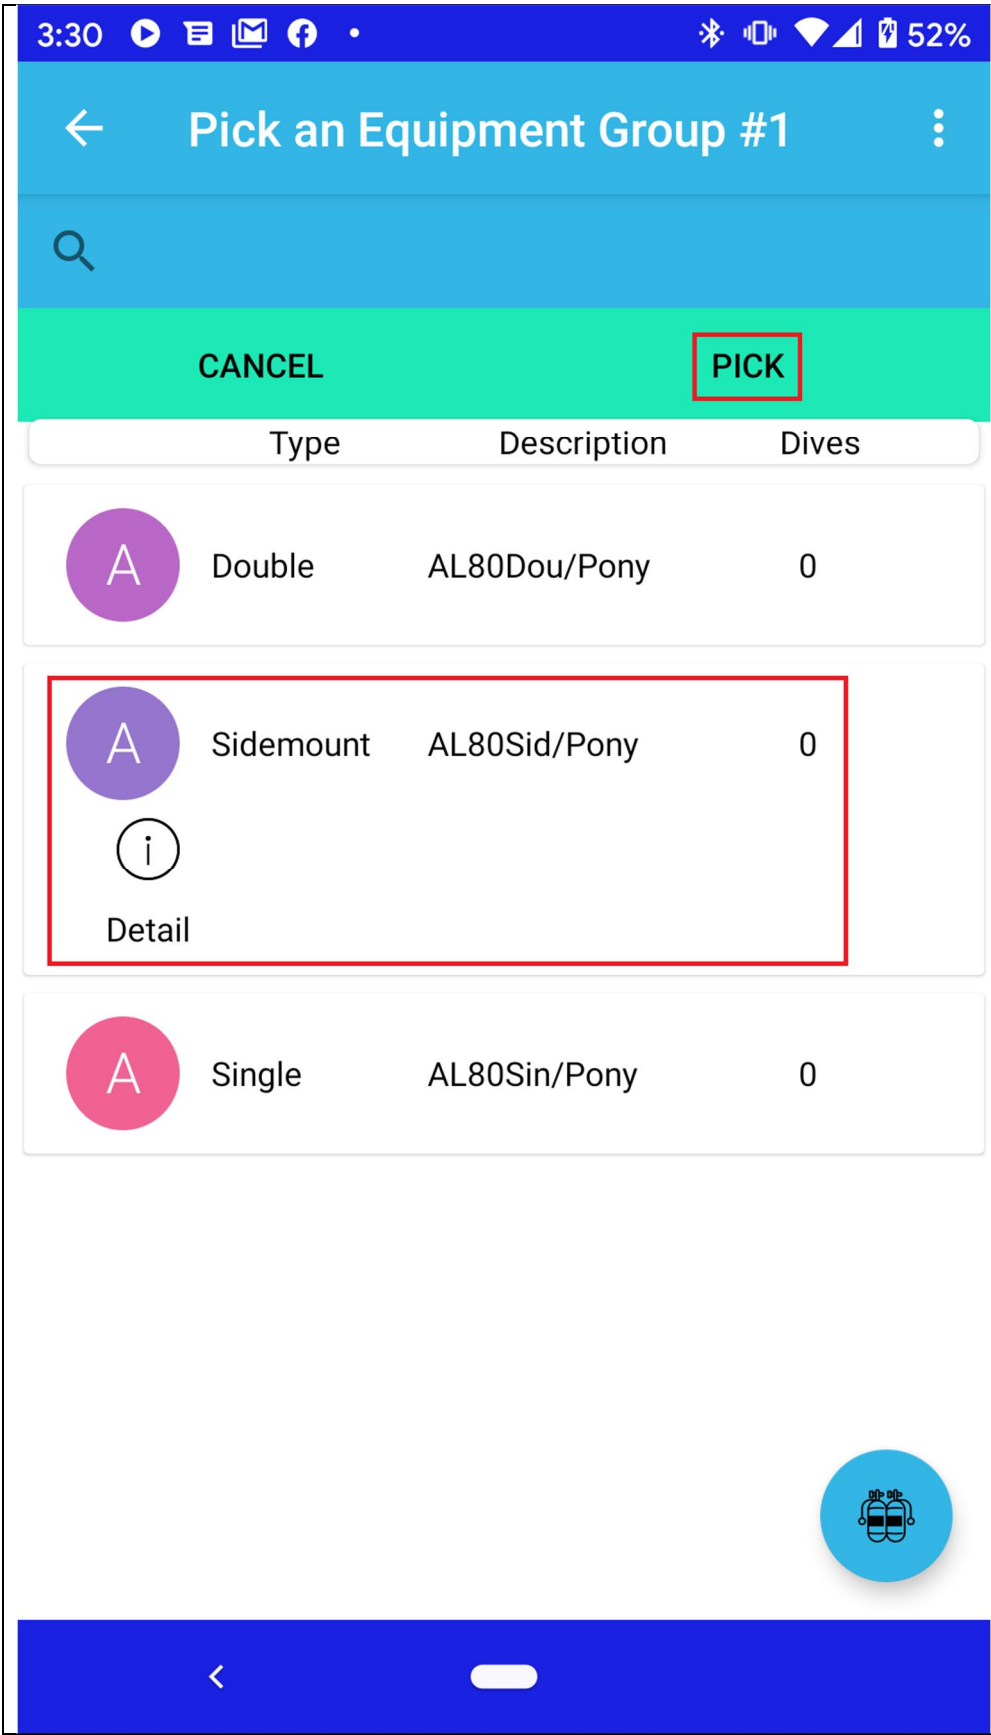 3:30 52%
Pick an Equipment Group #1
CANCEL PICK
Type Description Dives
A Double AL80Dou/Pony 0
A Sidemount AL80Sid/Pony 0
i
Detail
A Single AL80Sin/Pony 0